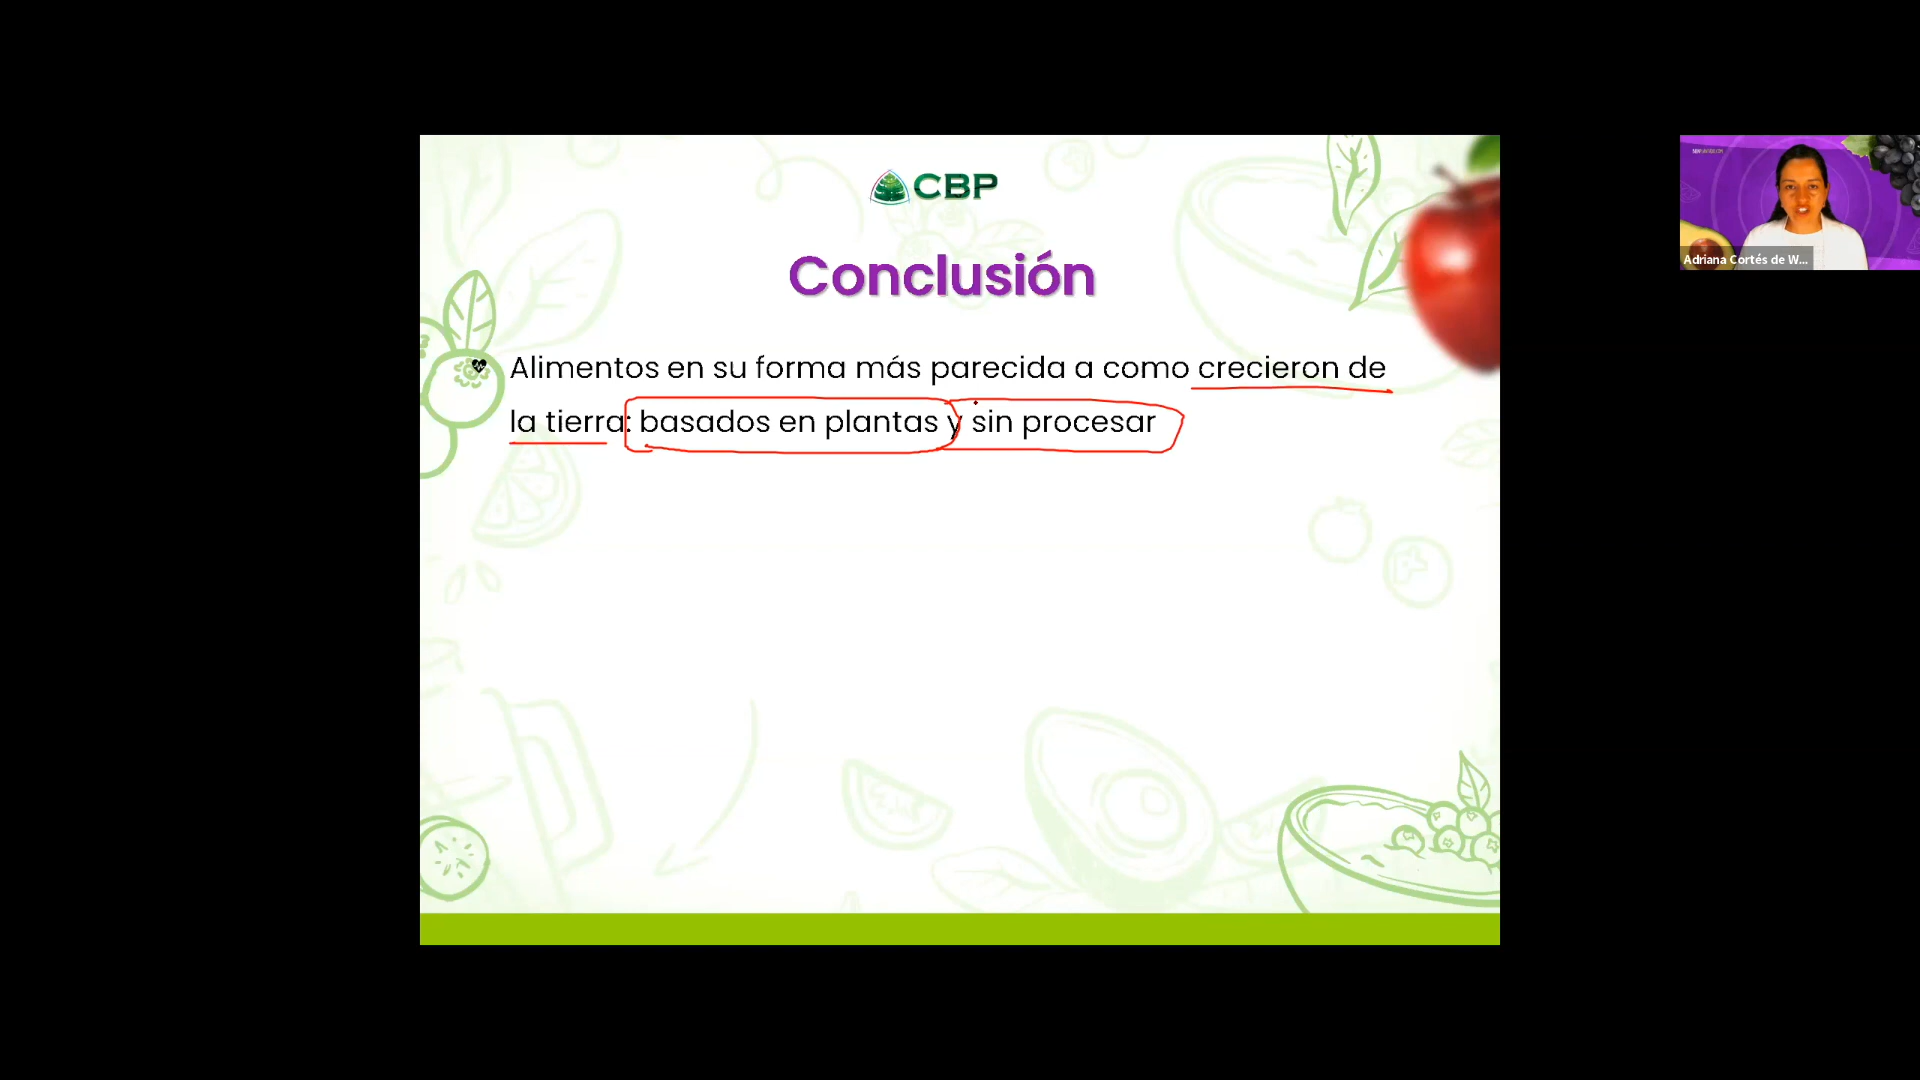 CBP
Conclusión
Alimentos en su forma más parecida a como crecieron de
la tierra: basados en plantas y sin procesar
Adriana Cortés de W...